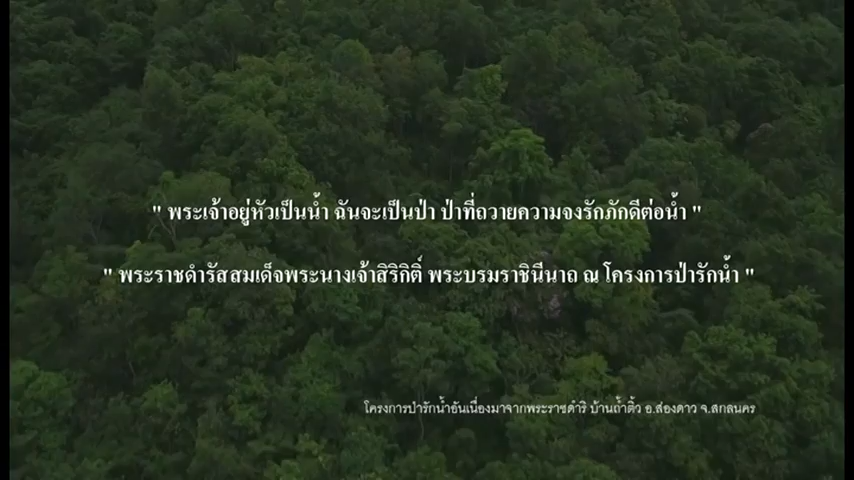 " พระเจ้าอยู่หัวเป็นน้ำ ฉันจะเป็นป่า ป่าที่ถวายความจงรักภักดีต่อน้ำ "
" พระราชดำรัสสมเด็จพระนางเจ้าสิริกิติ์ พระบรมราชินีนาถ ณ โครงการป่ารักน้ำ "
โครงการป่ารักน้ำอันเนื่องมาจากพระราชดำริ บ้านถ้ำติ้ว อ.ส่องดาว จ.สกลนคร